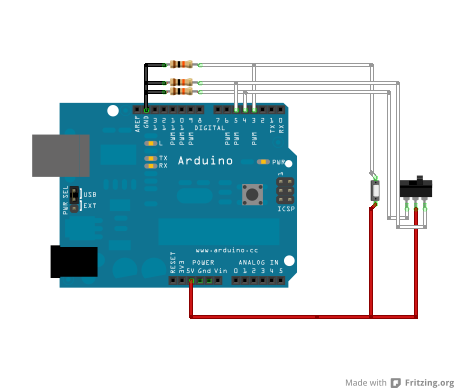 AREF
GND
13
12
PWM 11
PWM 10
PWM 9
8
7
PWM 6
PWM 5
4
PWM 3
2
TX 1
RX 0
DIGITAL
L
TX
RX
Arduino
PWR
1
ICSP
PWR SEL
USB
EXT
www.arduino.cc
POWER
ANALOG IN
RESET
3V3
5V Gnd Vin
0 1 2 3 4 5
Made with Fritzing.org